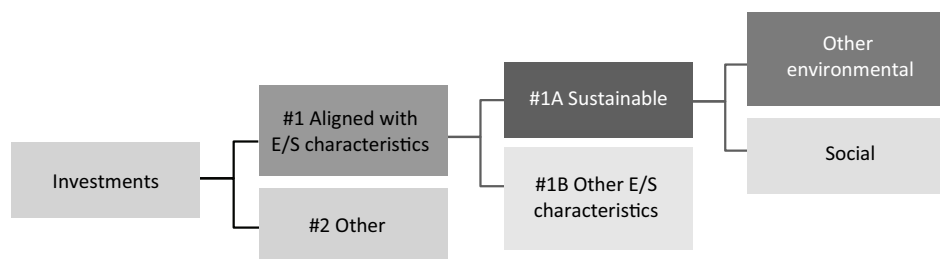 Investments
#1 Aligned with
E/S characteristics
#2 Other
#1A Sustainable
#1B Other E/S
characteristics
Other
environmental
Social